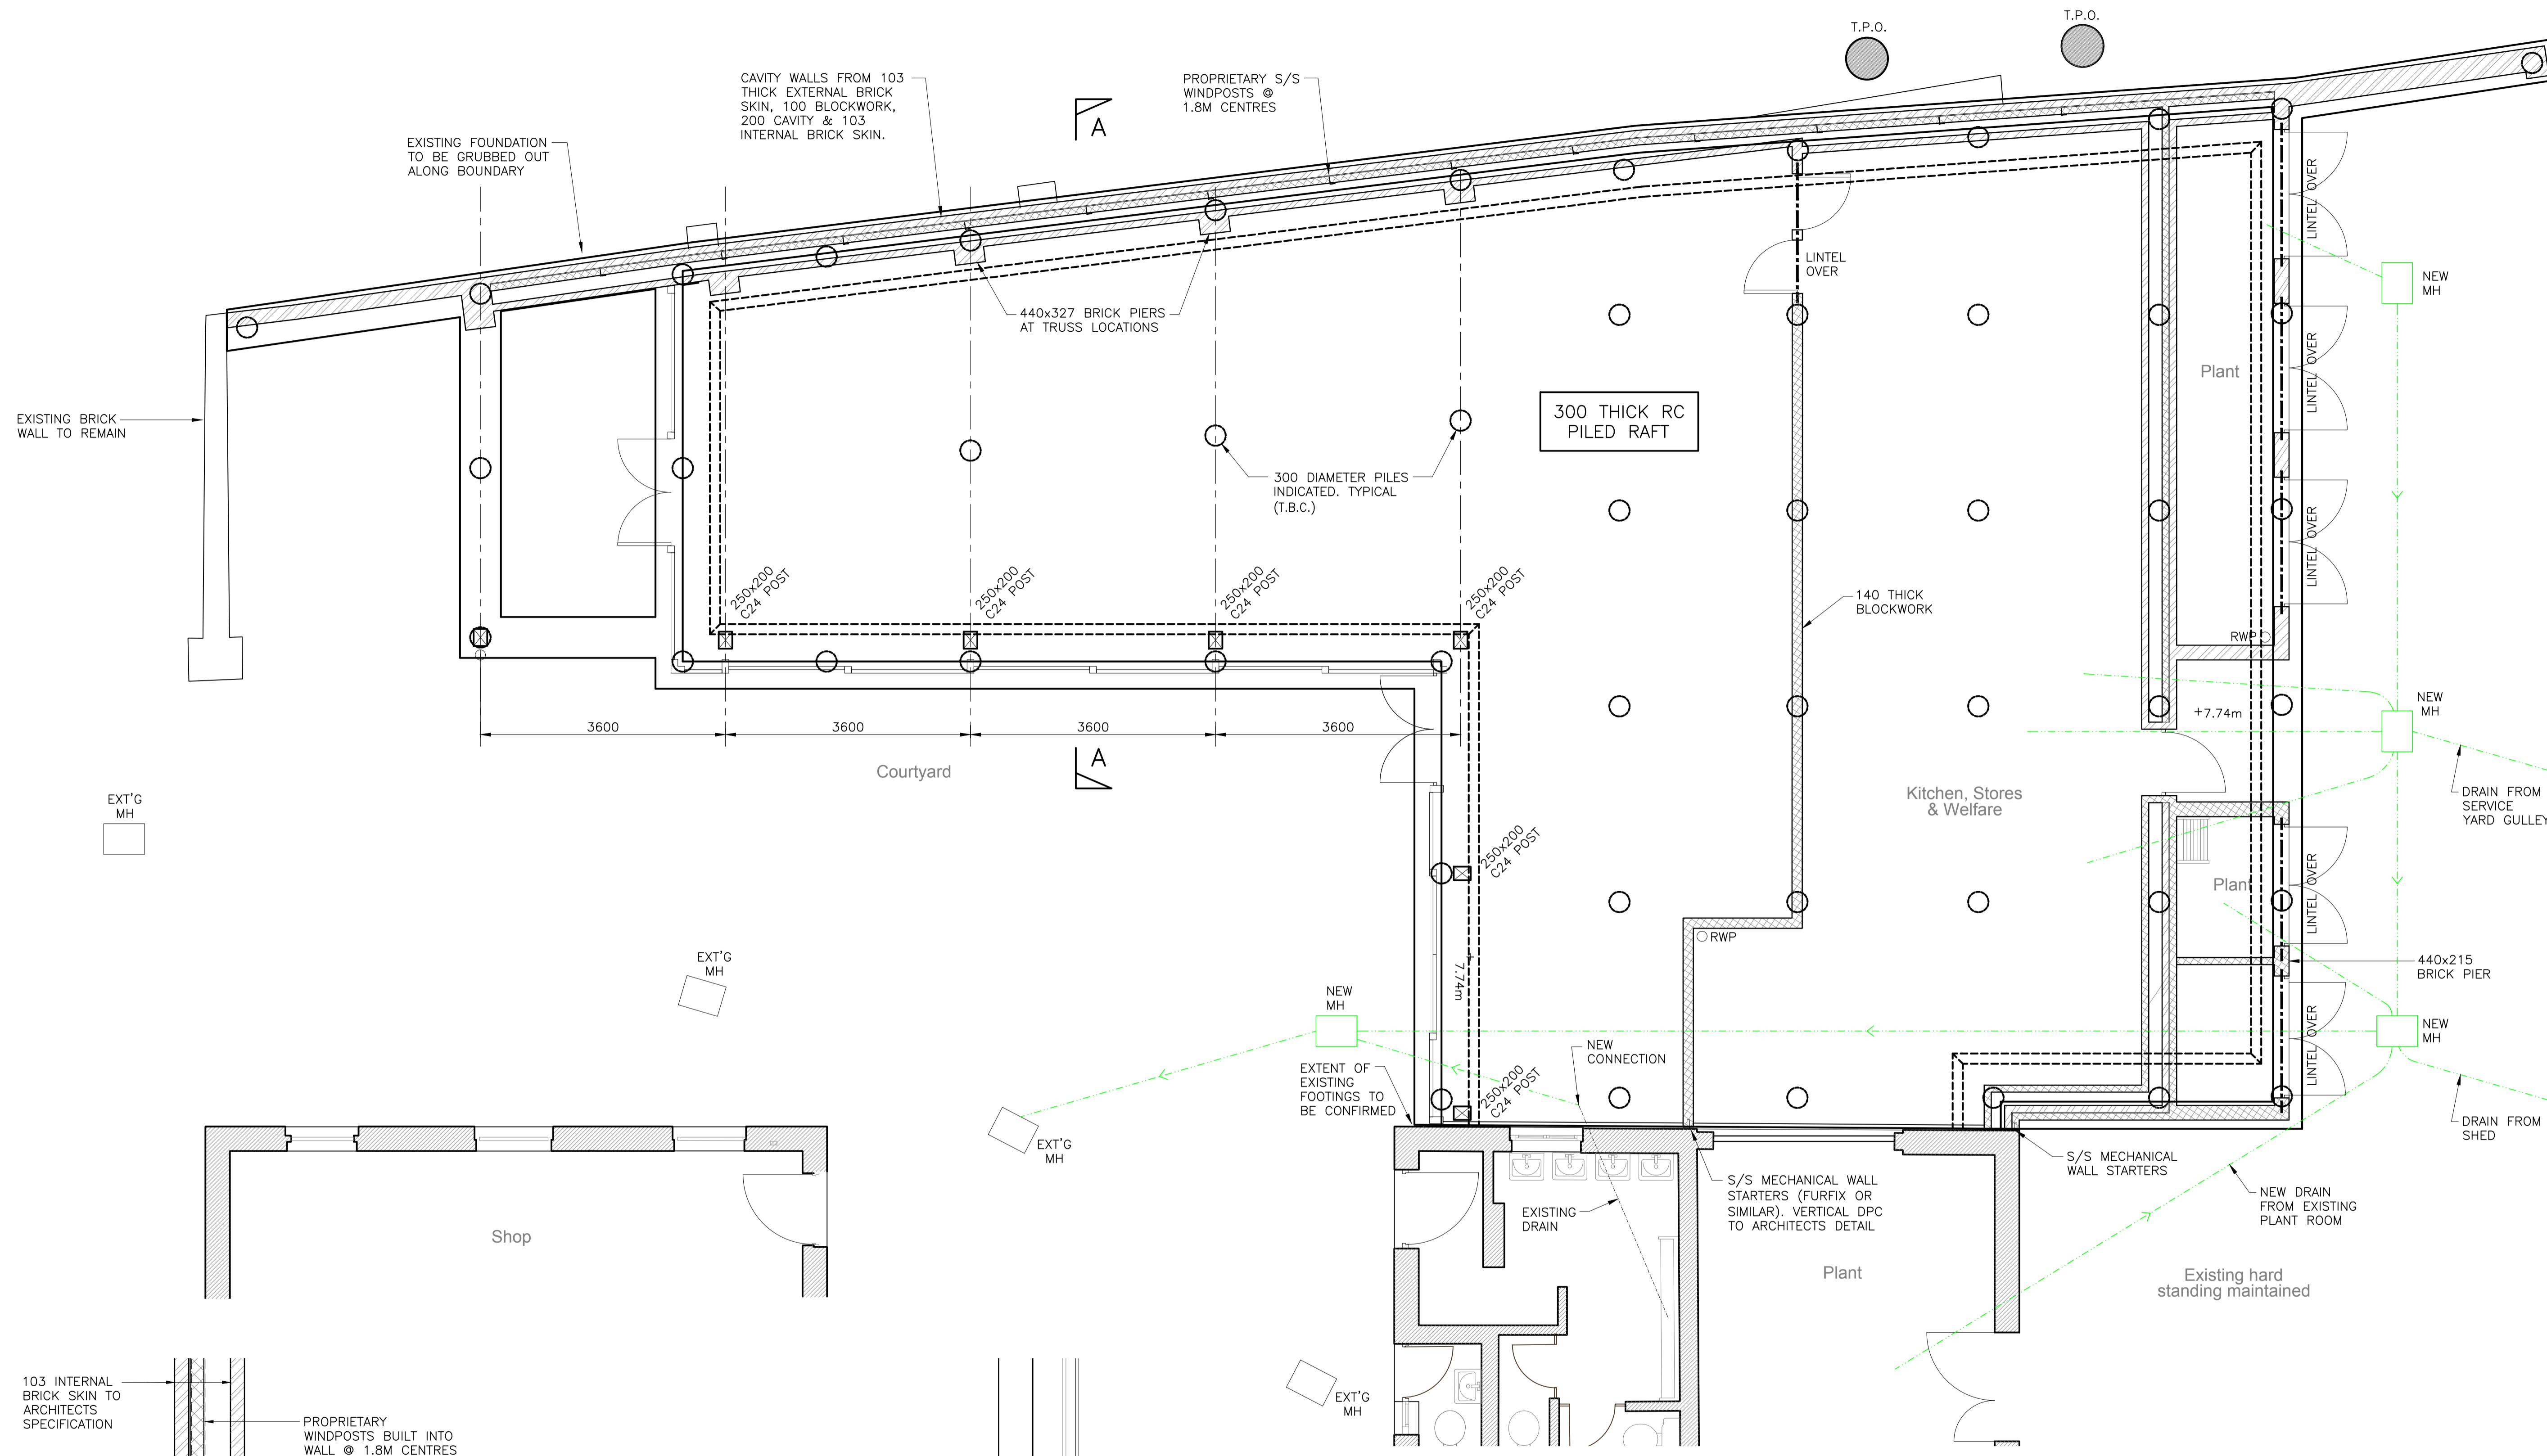 T.P.O.
T.P.O.
CAVITY WALLS FROM 103
THICK EXTERNAL BRICK
SKIN, 100 BLOCKWORK,
200 CAVITY & 103
INTERNAL BRICK SKIN.
A
PROPRIETARY S/S
WINDPOSTS @
1.8M CENTRES
EXISTING FOUNDATION
TO BE GRUBBED OUT
ALONG BOUNDARY
LINTEL OVER
LINTEL
OVER
NEW
MH
440x327 BRICK PIERS
AT TRUSS LOCATIONS
Plant
LINTEL OVER
EXISTING BRICK
WALL TO REMAIN
300 THICK RC
PILED RAFT
300 DIAMETER PILES
INDICATED. TYPICAL
(T.B.C.)
LINTEL OVER
250x200
C24 POST
250x200
C24 POST
250x200
C24 POST
250x200
C24 POST
140 THICK
BLOCKWORK
RWP
3600
3600
3600
3600
+7.74m
NEW
MH
Courtyard
A
EXT'G
MH
Kitchen, Stores
& Welfare
DRAIN FROM
SERVICE
YARD GULLEY
250x200
C24 POST
Plant
LINTEL OVER
RWP
EXT'G
MH
+
7.74m
440x215
BRICK PIER
NEW
MH
NEW
MH
LINTEL OVER
NEW
CONNECTION
EXTENT OF
EXISTING
FOOTINGS TO
BE CONFIRMED
250x200
C24 POST
EXT'G
MH
DRAIN FROM
SHED
S/S MECHANICAL
WALL STARTERS
S/S MECHANICAL WALL
STARTERS (FURFIX OR
SIMILAR). VERTICAL DPC
TO ARCHITECTS DETAIL
NEW DRAIN
FROM EXISTING
PLANT ROOM
EXISTING
DRAIN
Shop
Plant
Existing hard
standing maintained
103 INTERNAL
BRICK SKIN TO
ARCHITECTS
SPECIFICATION
EXT'G
MH
PROPRIETARY
WINDPOSTS BUILT INTO
WALL @ 1.8M CENTRES